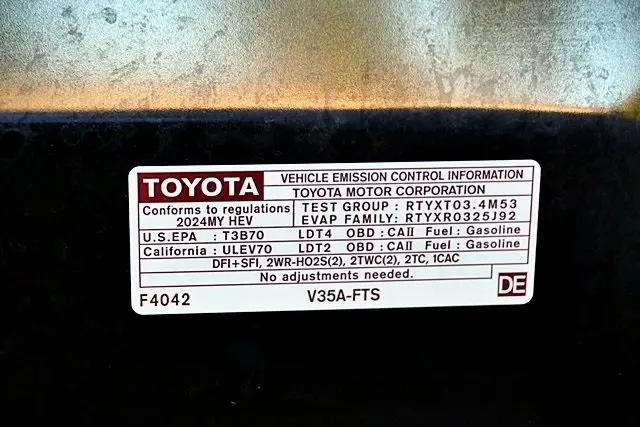 TOYOTA
VEHICLE EMISSION CONTROL INFORMATION
TOYOTA MOTOR CORPORATION
Conforms to regulations
2024MY HEV
TEST GROUP : RTYXT03.4M53
EVAP FAMILY: RTYXR0325J92
U.S.EPA : T3B70 LDT4 OBD : CAII Fuel : Gasoline
California : ULEV70 LDT2 OBD : CAII Fuel : Gasoline
DFI+SFI, 2WR-HO2S(2), 2TWC(2), 2TC, 1CAC
No adjustments needed.
DE
F4042 V35A-FTS